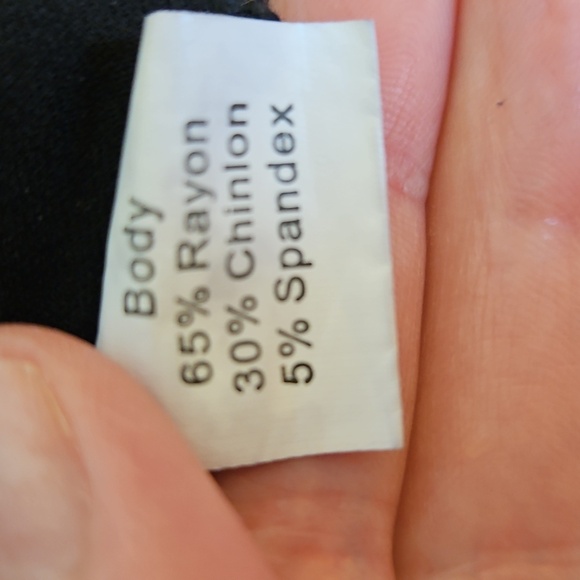 Body
65% Rayon
30% Chinlon
5% Spandex